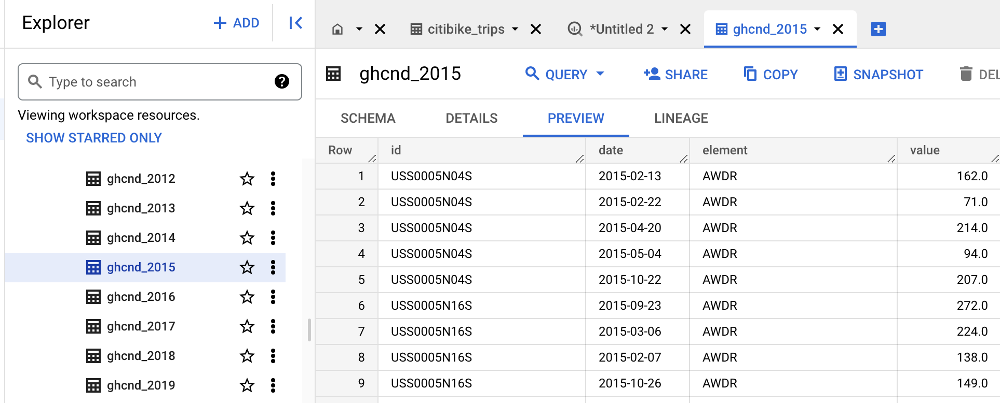 Explorer
+ ADD
Type to search
Viewing workspace resources.
SHOW STARRED ONLY
ghcnd_2012
ghcnd_2013
ghcnd_2014
ghcnd_2015
ghcnd_2016
ghcnd_2017
ghcnd_2018
ghcnd_2019
citibike_trips *Untitled 2 ghcnd_2015
ghcnd_2015 QUERY SHARE COPY SNAPSHOT DEL
SCHEMA DETAILS PREVIEW LINEAGE
Row id date element value
1 USS0005N04S 2015-02-13 AWDR 162.0
2 USS0005N04S 2015-02-22 AWDR 71.0
3 USS0005N04S 2015-04-20 AWDR 214.0
4 USS0005N04S 2015-05-04 AWDR 94.0
5 USS0005N04S 2015-10-22 AWDR 207.0
6 USS0005N16S 2015-09-23 AWDR 272.0
7 USS0005N16S 2015-03-06 AWDR 224.0
8 USS0005N16S 2015-02-07 AWDR 138.0
9 USS0005N16S 2015-10-26 AWDR 149.0